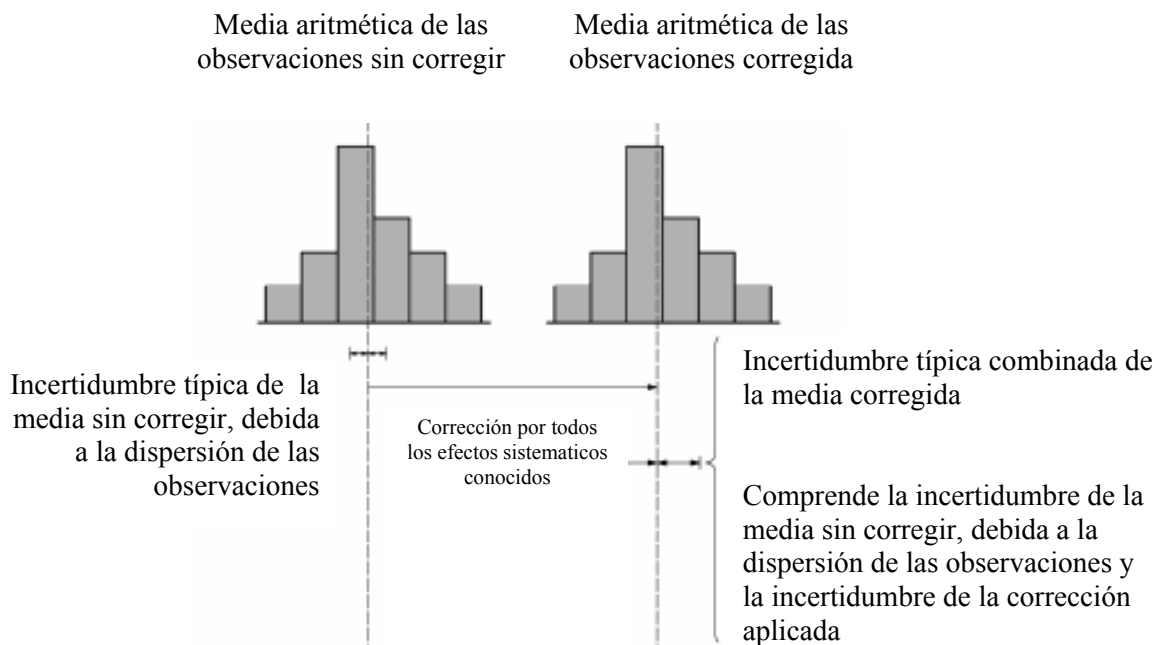 Media aritmética de las
observaciones sin corregir
Media aritmética de las
observaciones corregida
Incertidumbre típica de la
media sin corregir, debida
a la dispersión de las
observaciones
Corrección por todos
los efectos sistematicos
conocidos
Incertidumbre típica combinada de
la media corregida
Comprende la incertidumbre de la
media sin corregir, debida a la
dispersión de las observaciones y
la incertidumbre de la corrección
aplicada